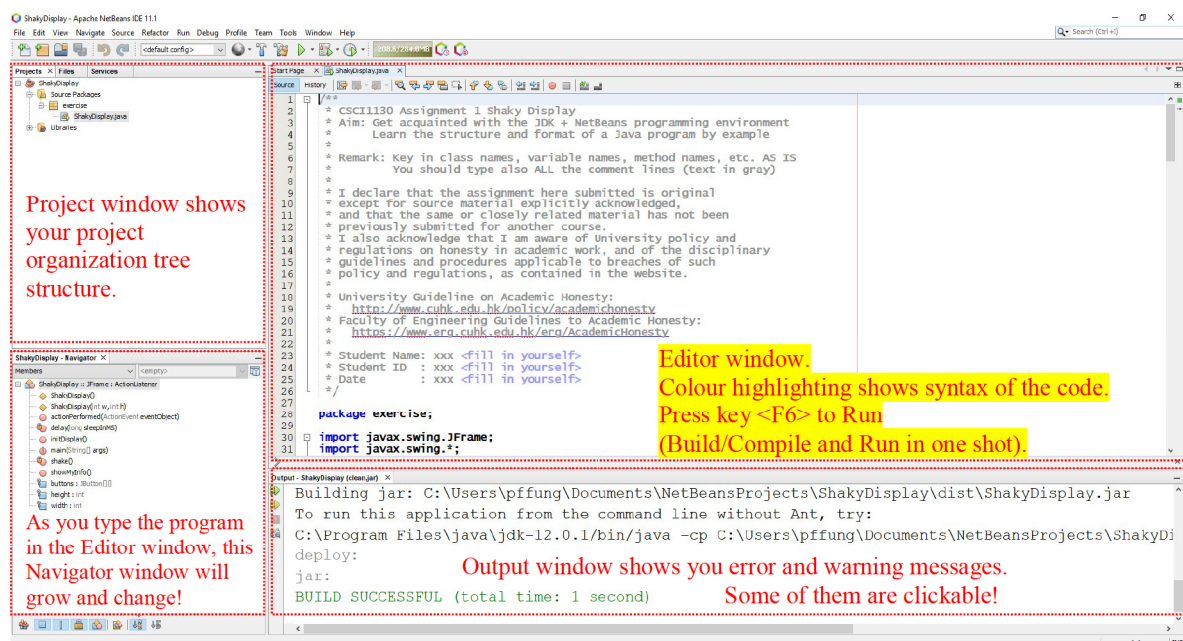 ShakyDisplay - Apache NetBeans IDE 11.1
File Edit View Navigate Source Refactor Run Debug Profile Team Tools Window Help
Search (Ctrl+I)
<default config>
Projects Files Services
ShakyDisplay
Source Packages
exercise
ShakyDisplay.java
Libraries
Project window shows
your project
organization tree
structure.
Start Page ShakyDisplay.java
Source History
1 /**
2 * CSCI1130 Assignment 1 Shaky Display
3 * Aim: Get acquainted with the JDK + NetBeans programming environment
4 * Learn the structure and format of a Java program by example
5 *
6 * Remark: Key in class names, variable names, method names, etc. AS IS
7 * You should type also ALL the comment lines (text in gray)
8 *
9 * I declare that the assignment here submitted is original
10 * except for source material explicitly acknowledged,
11 * and that the same or closely related material has not been
12 * previously submitted for another course.
13 * I also acknowledge that I am aware of University policy and
14 * regulations on honesty in academic work, and of the disciplinary
15 * guidelines and procedures applicable to breaches of such
16 * policy and regulations, as contained in the website.
17 *
18 * University Guideline on Academic Honesty:
19 * http://www.cuhk.edu.hk/policy/academichonesty
20 * Faculty of Engineering Guidelines to Academic Honesty:
21 * https://www.erg.cuhk.edu.hk/erg/AcademicHonesty
22 *
23 * Student Name: xxx <fill in yourself>
24 * Student ID : xxx <fill in yourself>
25 * Date : xxx <fill in yourself>
26 */
27
28 package exercise;
29
30 import javax.swing.JFrame;
31 import javax.swing.*;
Editor window.
Colour highlighting shows syntax of the code.
Press key <F6> to Run
(Build/Compile and Run in one shot).
ShakyDisplay - Navigator
Members <empty>
ShakyDisplay :: JFrame : ActionListener
ShakyDisplay()
ShakyDisplay(int w, int h)
actionPerformed(ActionEvent eventObject)
delay(long sleepInMS)
initDisplay()
main(String[] args)
shake()
showMyInfo()
buttons : JButton[][]
height : int
width : int
As you type the program
in the Editor window, this
Navigator window will
grow and change!
Output - ShakyDisplay (clean,jar)
Building jar: C:\Users\pffung\Documents\NetBeansProjects\ShakyDisplay\dist\ShakyDisplay.jar
To run this application from the command line without Ant, try:
C:\Program Files\java\jdk-12.0.1/bin/java -cp C:\Users\pffung\Documents\NetBeansProjects\ShakyDi
deploy:
jar:
BUILD SUCCESSFUL (total time: 1 second)
Output window shows you error and warning messages.
Some of them are clickable!